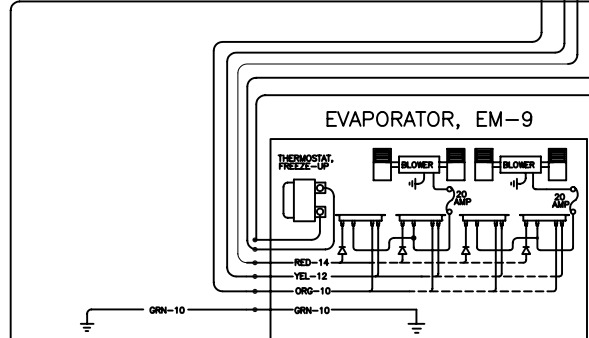 EVAPORATOR, EM-9
THERMOSTAT,
FREEZE-UP
BLOWER
BLOWER
20
AMP
20
AMP
RED-14
YEL-12
ORG-10
GRN-10
GRN-10